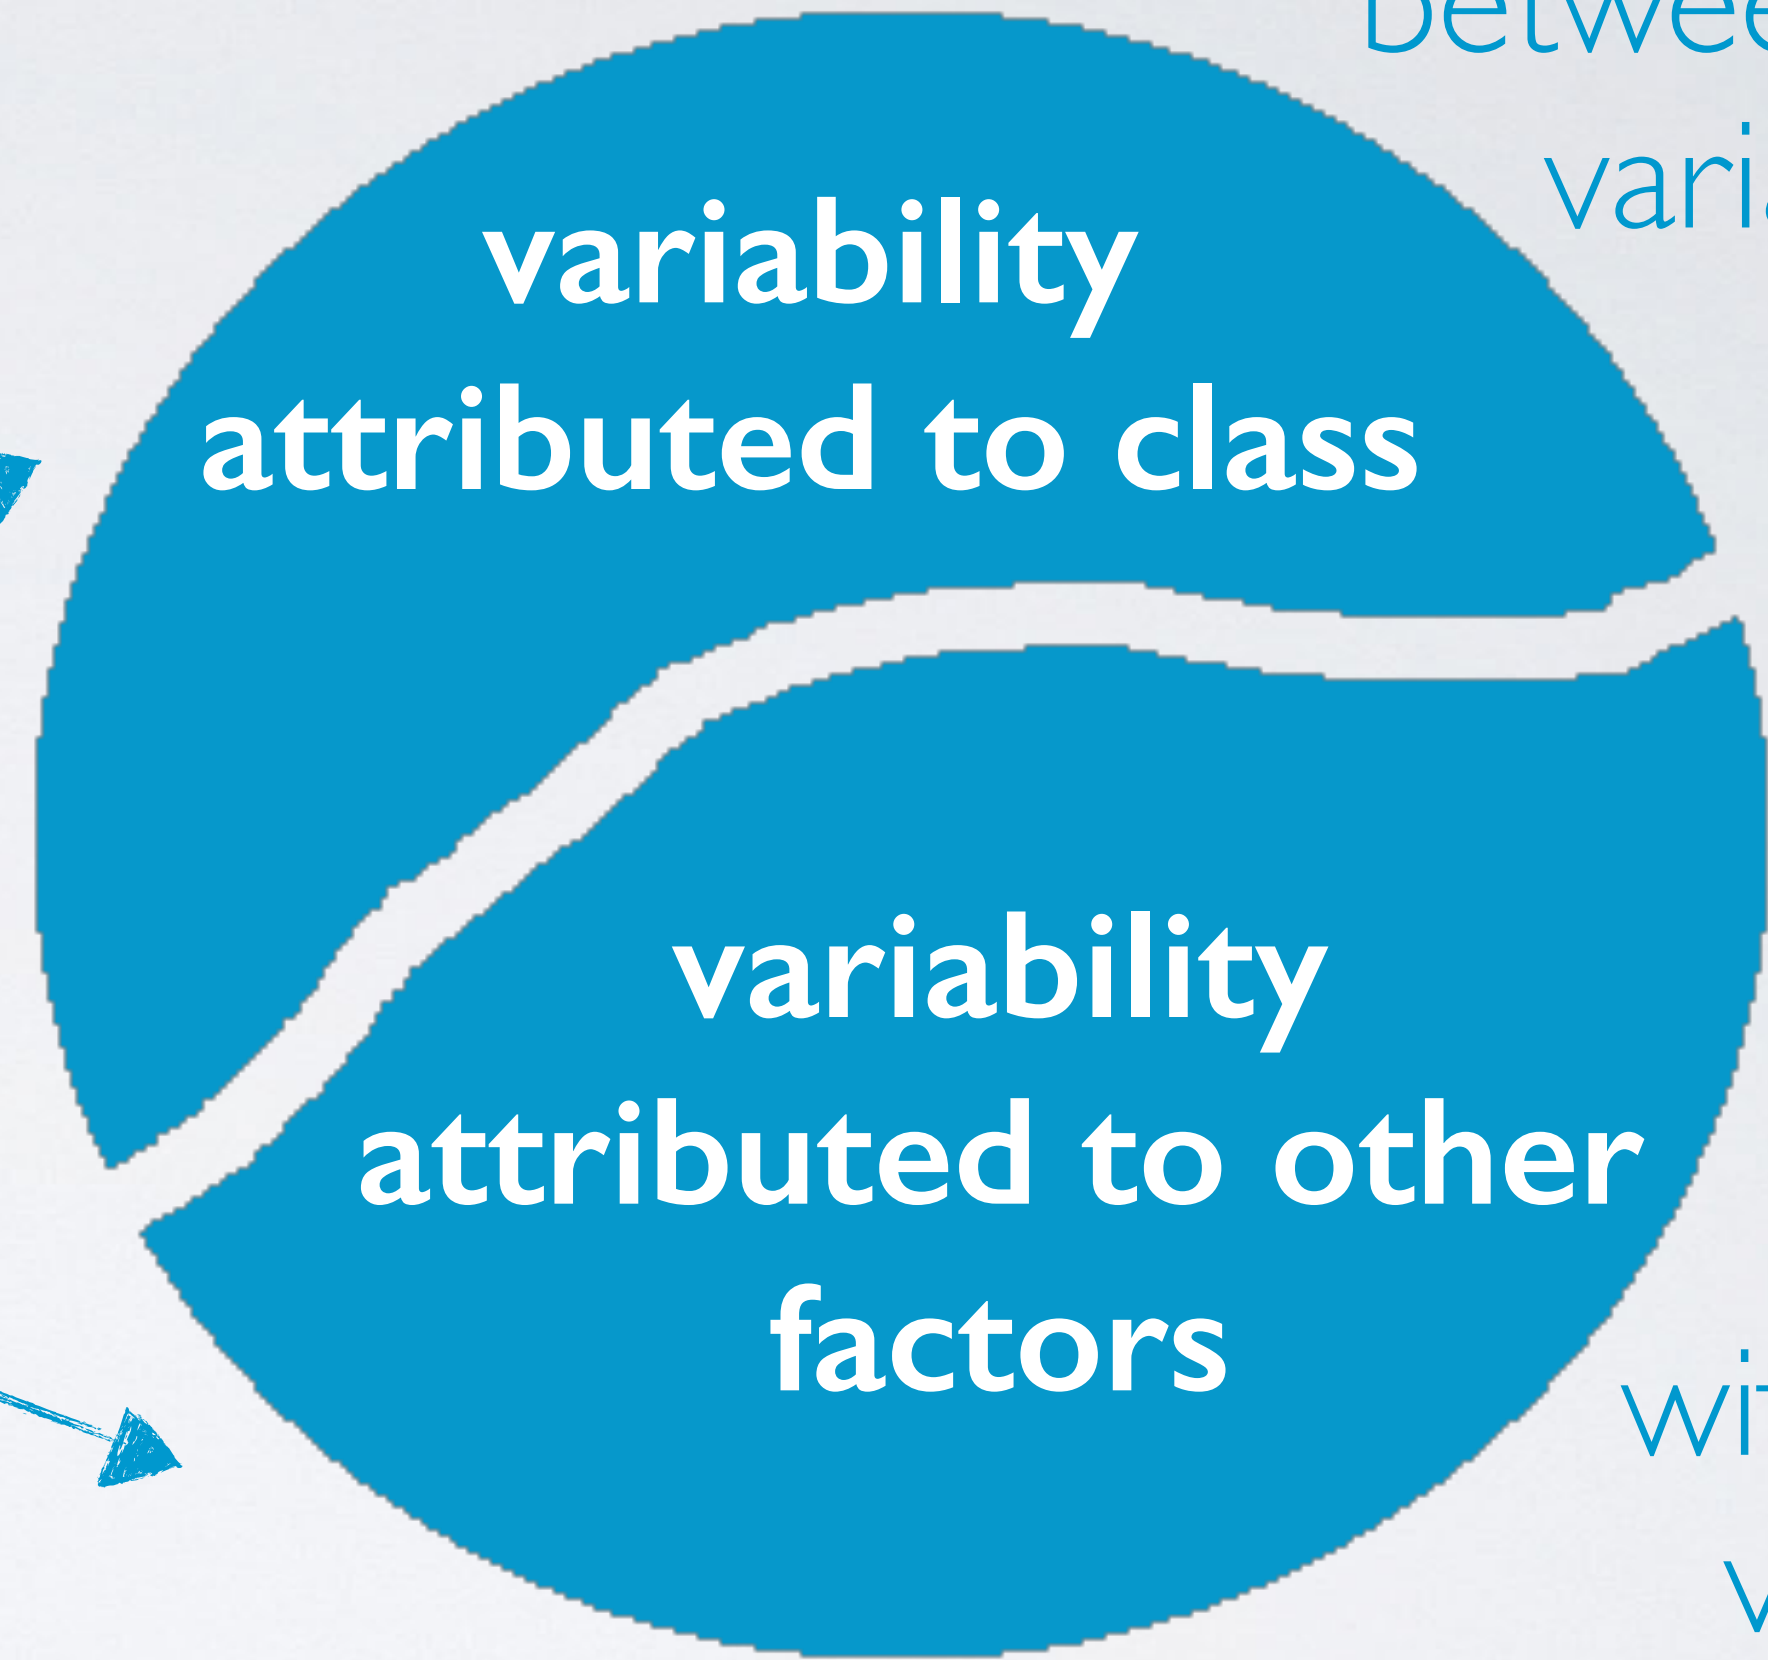 variability
attributed to class
variability
attributed to other
factors